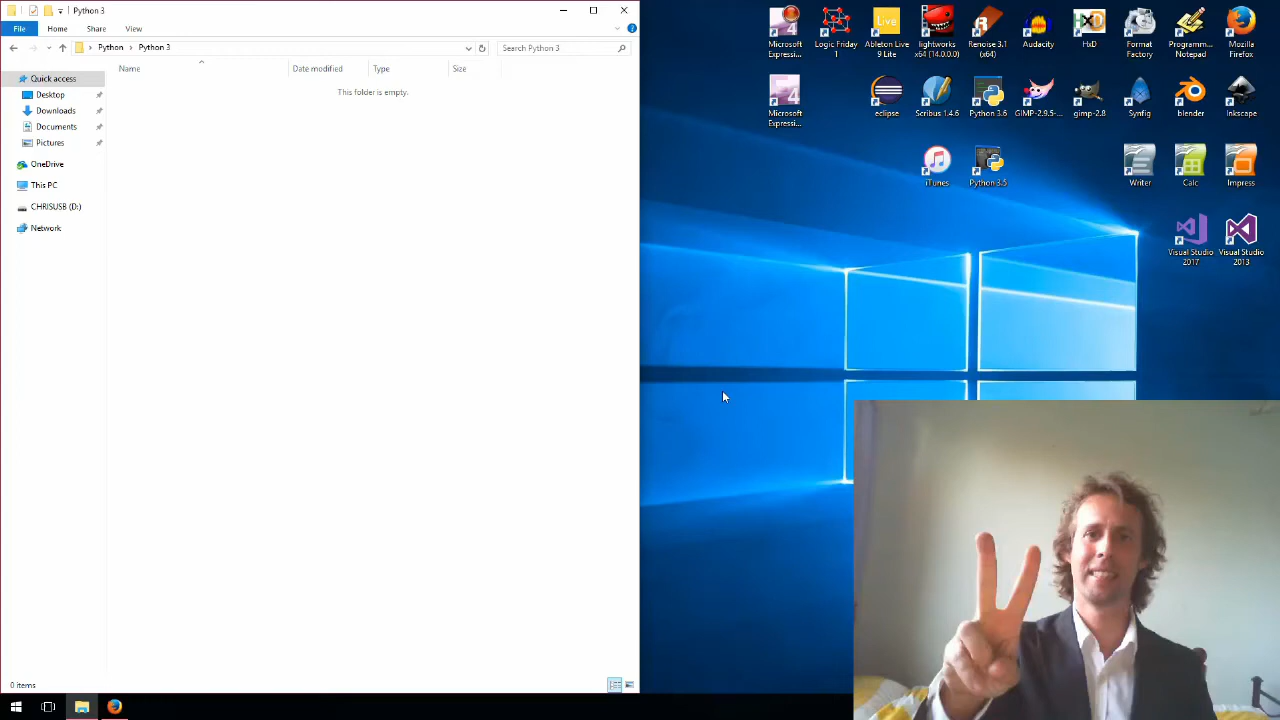 Python 3
File
Home
Share
View
Python
Python 3
Search Python 3
Name
Date modified
Type
Size
This folder is empty.
Quick access
Desktop
Downloads
Documents
Pictures
OneDrive
This PC
CHRISUSB (D:)
Network
0 items
Microsoft
Expressi...
Logic Friday
1
Ableton Live
9 Lite
lightworks
x64 (14.0.0.0)
Renoise 3.1
(x64)
Audacity
HxD
Format
Factory
Programm...
Notepad
Mozilla
Firefox
Microsoft
Expressi...
eclipse
Scribus 1.4.6
Python 3.6
GIMP-2.9.5-...
gimp-2.8
Synfig
blender
Inkscape
iTunes
Python 3.5
Writer
Calc
Impress
Visual Studio
2017
Visual Studio
2013
4
Live
HxD
4